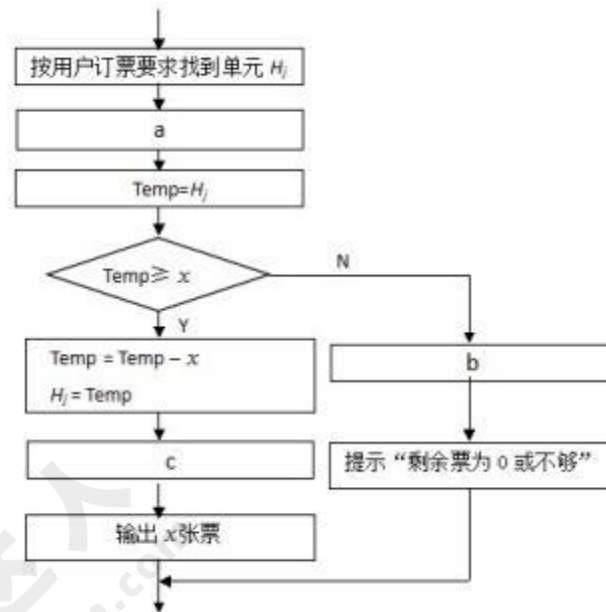 按用户订票要求找到单元 Hj
a
Temp=Hj
Temp≥ x
N
Y
Temp = Temp − x
Hj = Temp
b
c
提示“剩余票为 0 或不够”
输出 x张票